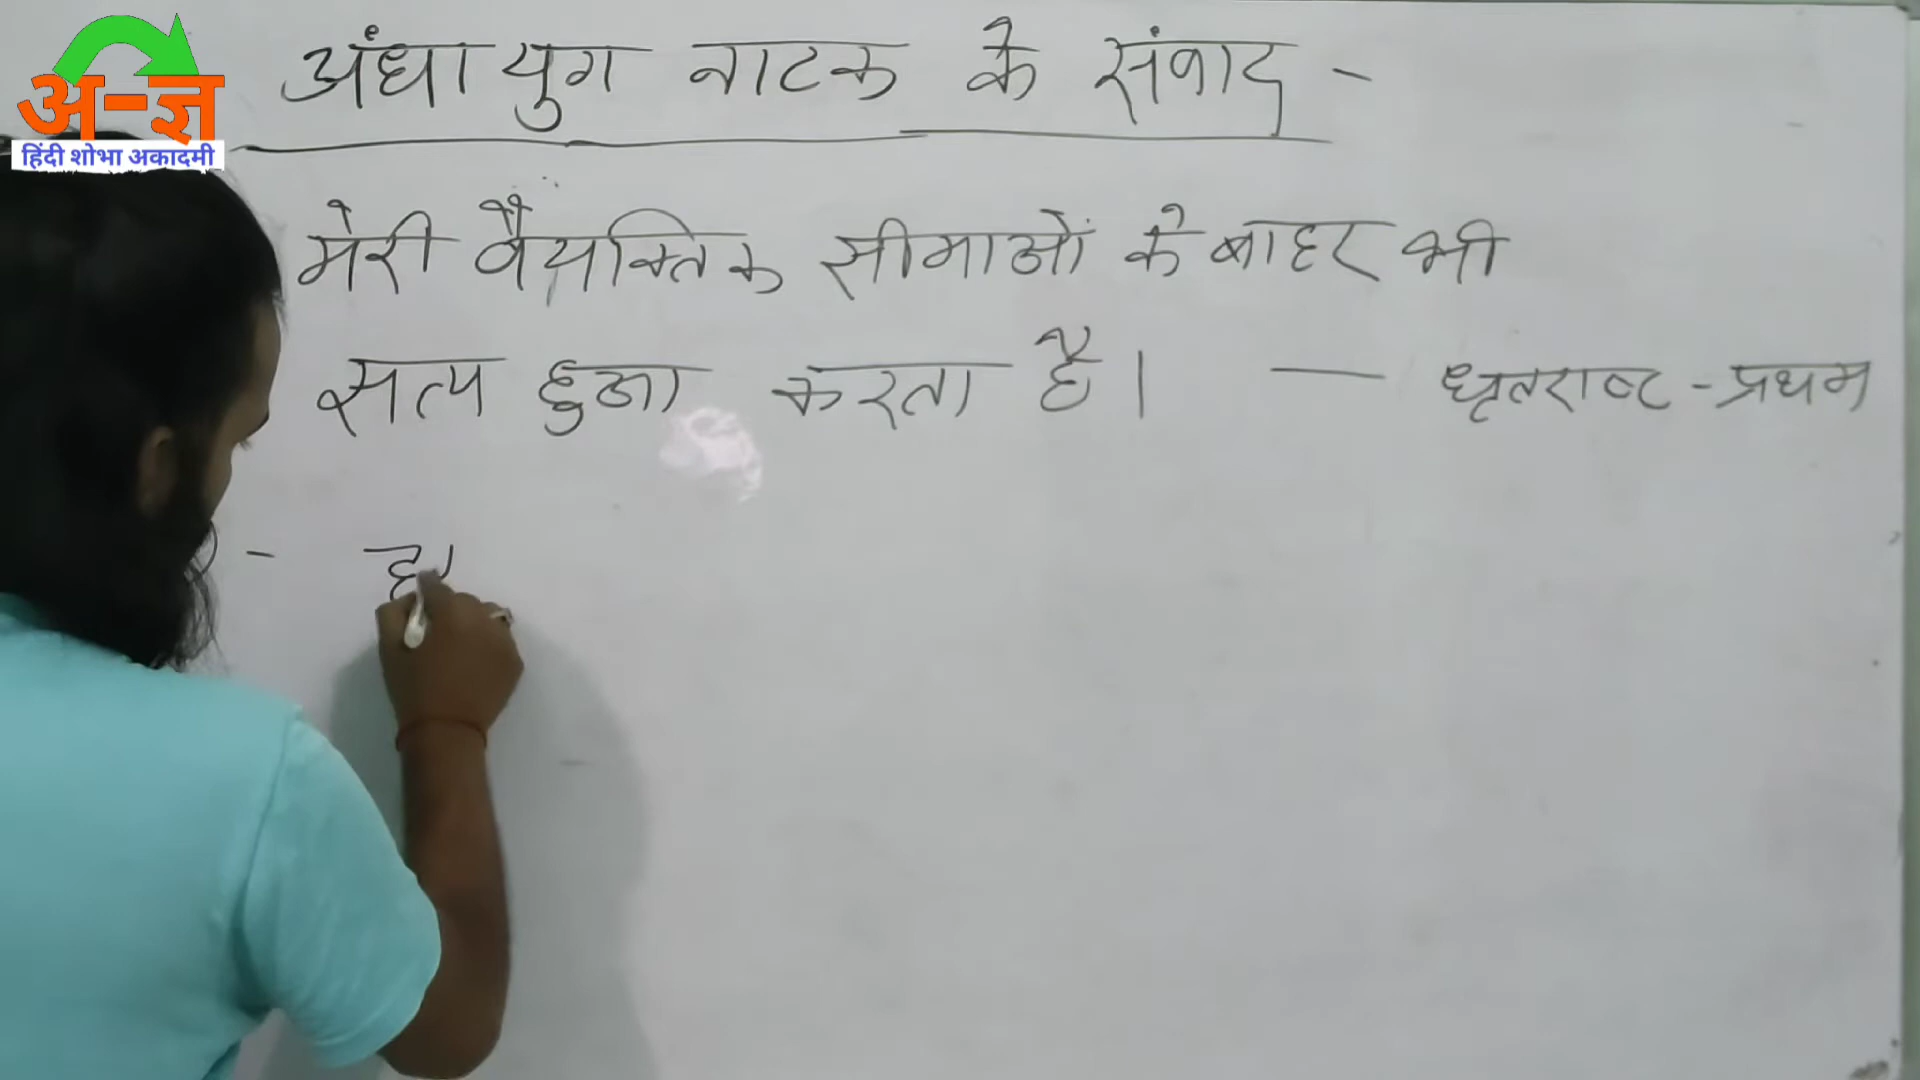 अ-ज्ञ
हिंदी शोभा अकादमी
अंधा युग नाटक के संवाद -
मेरी वैयक्तिक सीमाओं के बाहर भी
सत्य हुआ करता है। — धृतराष्ट - प्रथम
- ह